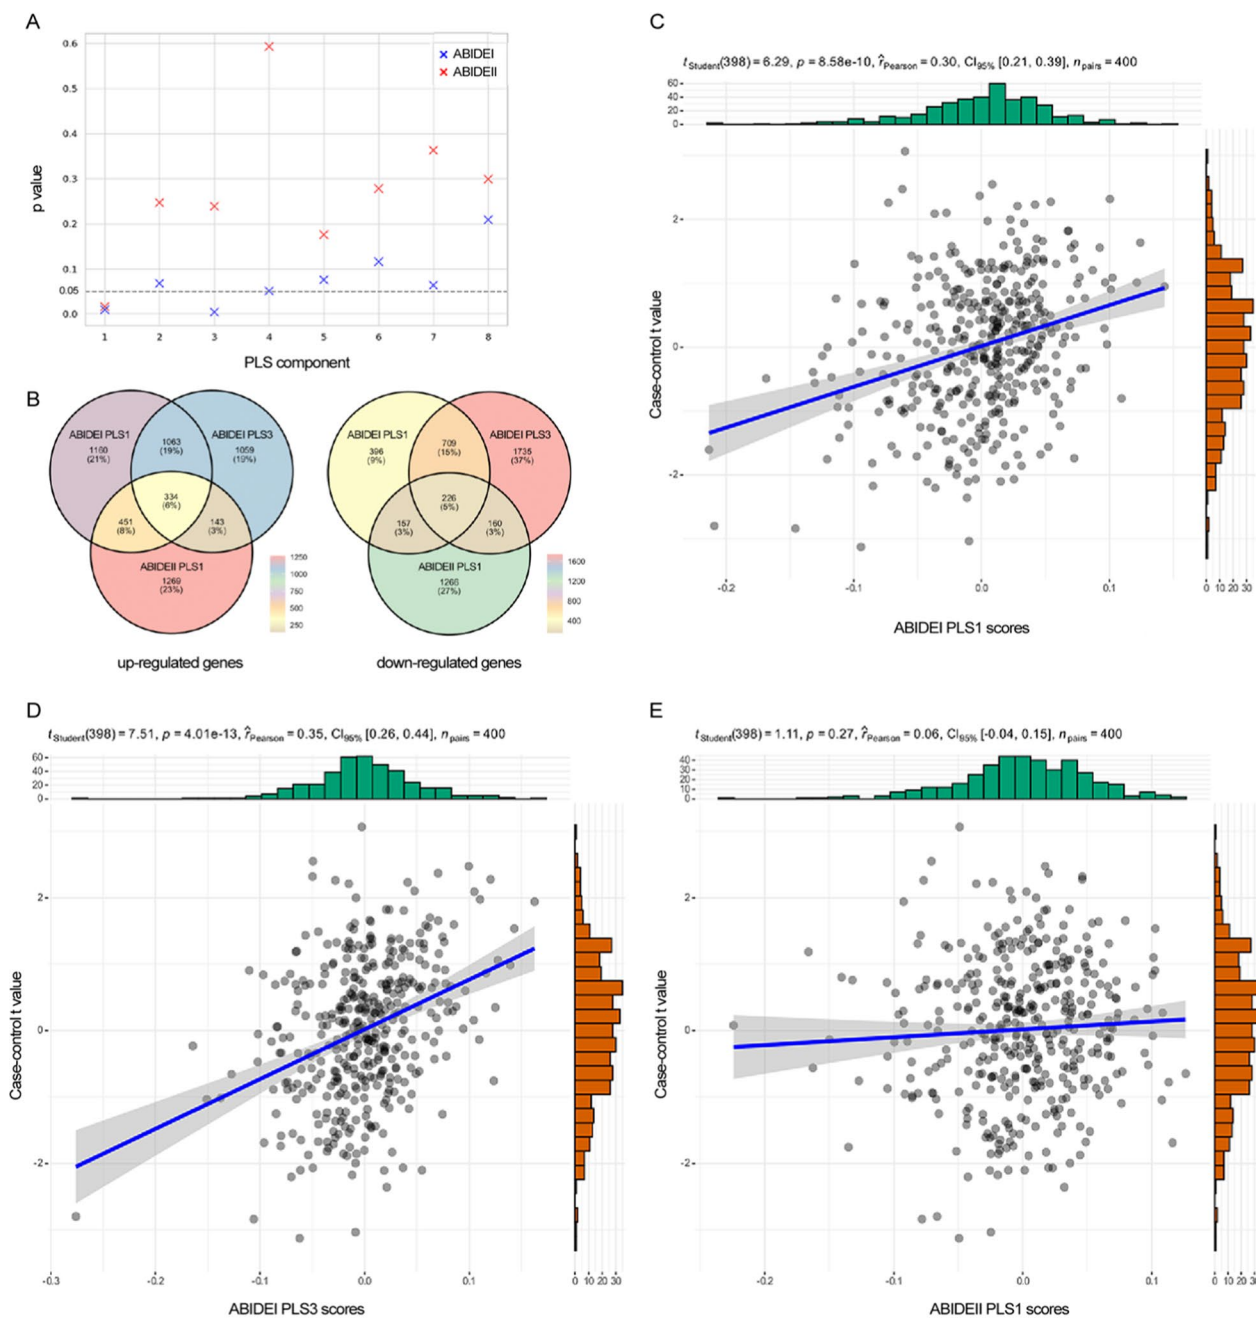 A
0.6
0.5
0.4
0.3
0.2
0.1
0.05
0.0
p value
ABIDEI
ABIDEII
1 2 3 4 5 6 7 8
PLS component
B
ABIDEI PLS1
1160
(21%)
1063
(19%)
ABIDEI PLS3
1059
(19%)
334
(6%)
451
(8%)
143
(3%)
ABIDEII PLS1
1269
(23%)
1250
1000
750
500
250
up-regulated genes
ABIDEI PLS1
396
(9%)
709
(15%)
ABIDEI PLS3
1735
(37%)
226
(5%)
157
(3%)
160
(3%)
ABIDEII PLS1
1266
(27%)
1600
1200
800
400
down-regulated genes
C
tStudent(398) = 6.29, p = 8.58e-10, r̂Pearson = 0.30, CI95% [0.21, 0.39], npairs = 400
60
40
20
0
2
0
-2
Case-control t value
-0.2 -0.1 0.0 0.1
0 10 20 30
ABIDEI PLS1 scores
D
tStudent(398) = 7.51, p = 4.01e-13, r̂Pearson = 0.35, CI95% [0.26, 0.44], npairs = 400
60
40
20
0
2
0
-2
Case-control t value
-0.3 -0.2 -0.1 0.0 0.1
0 10 20 30
ABIDEI PLS3 scores
E
tStudent(398) = 1.11, p = 0.27, r̂Pearson = 0.06, CI95% [-0.04, 0.15], npairs = 400
40
30
20
10
0
2
0
-2
Case-control t value
-0.2 -0.1 0.0 0.1
0 10 20
ABIDEII PLS1 scores